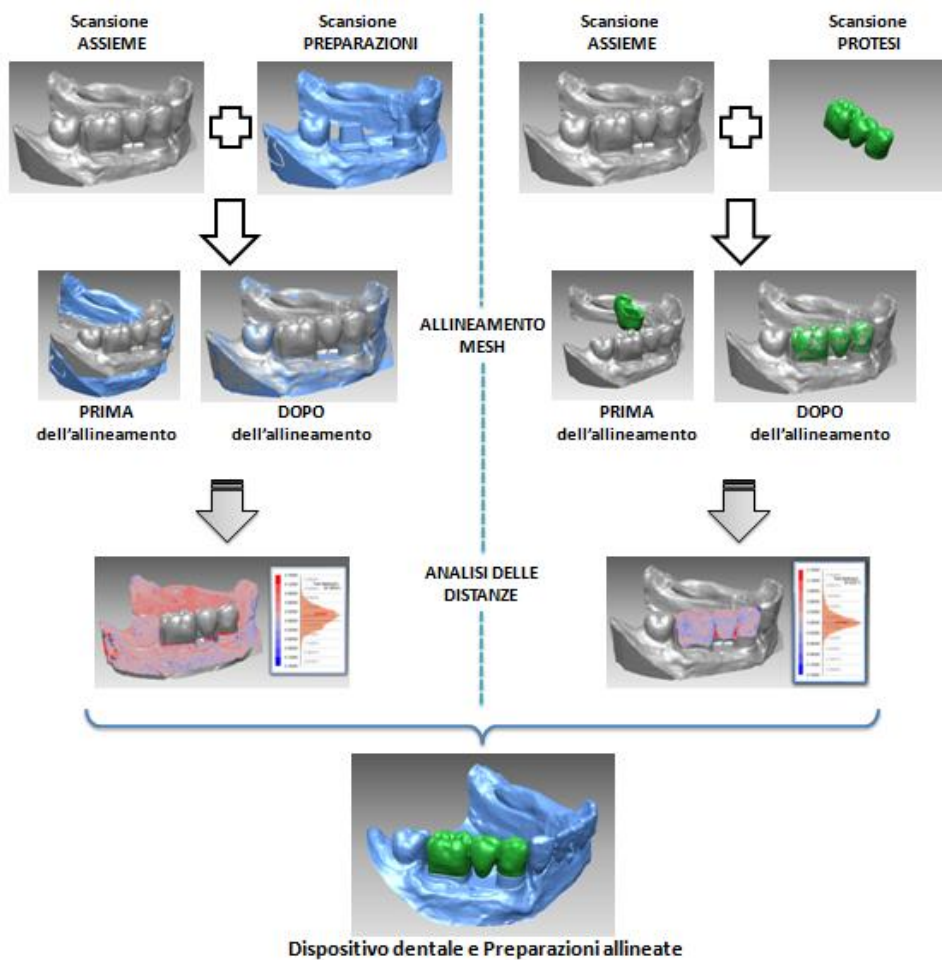 Scansione
ASSIEME
Scansione
PREPARAZIONI
Scansione
ASSIEME
Scansione
PROTESI
ALLINEAMENTO
MESH
PRIMA
dell'allineamento
DOPO
dell'allineamento
PRIMA
dell'allineamento
DOPO
dell'allineamento
ANALISI DELLE
DISTANZE
Dispositivo dentale e Preparazioni allineate